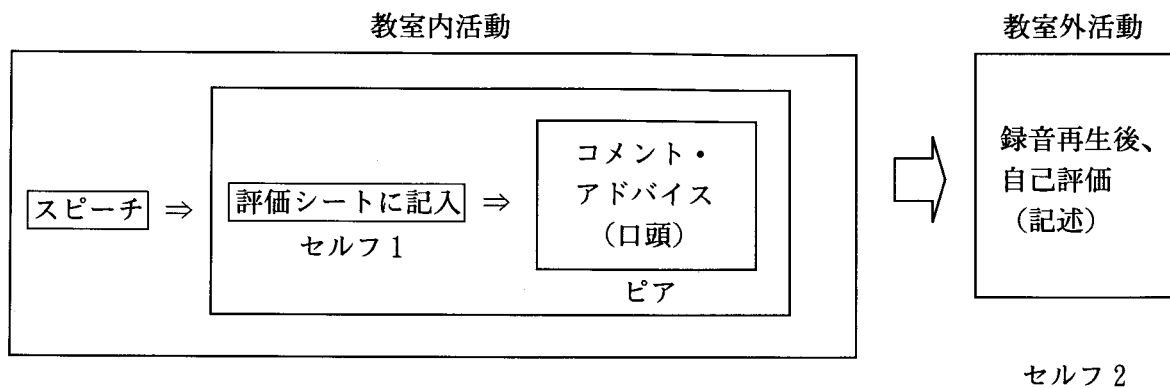 教室内活動
教室外活動
スピーチ ⇒ 評価シートに記入 ⇒
セルフ1
コメント・
アドバイス
(口頭)
ピア
録音再生後、
自己評価
(記述)
セルフ2